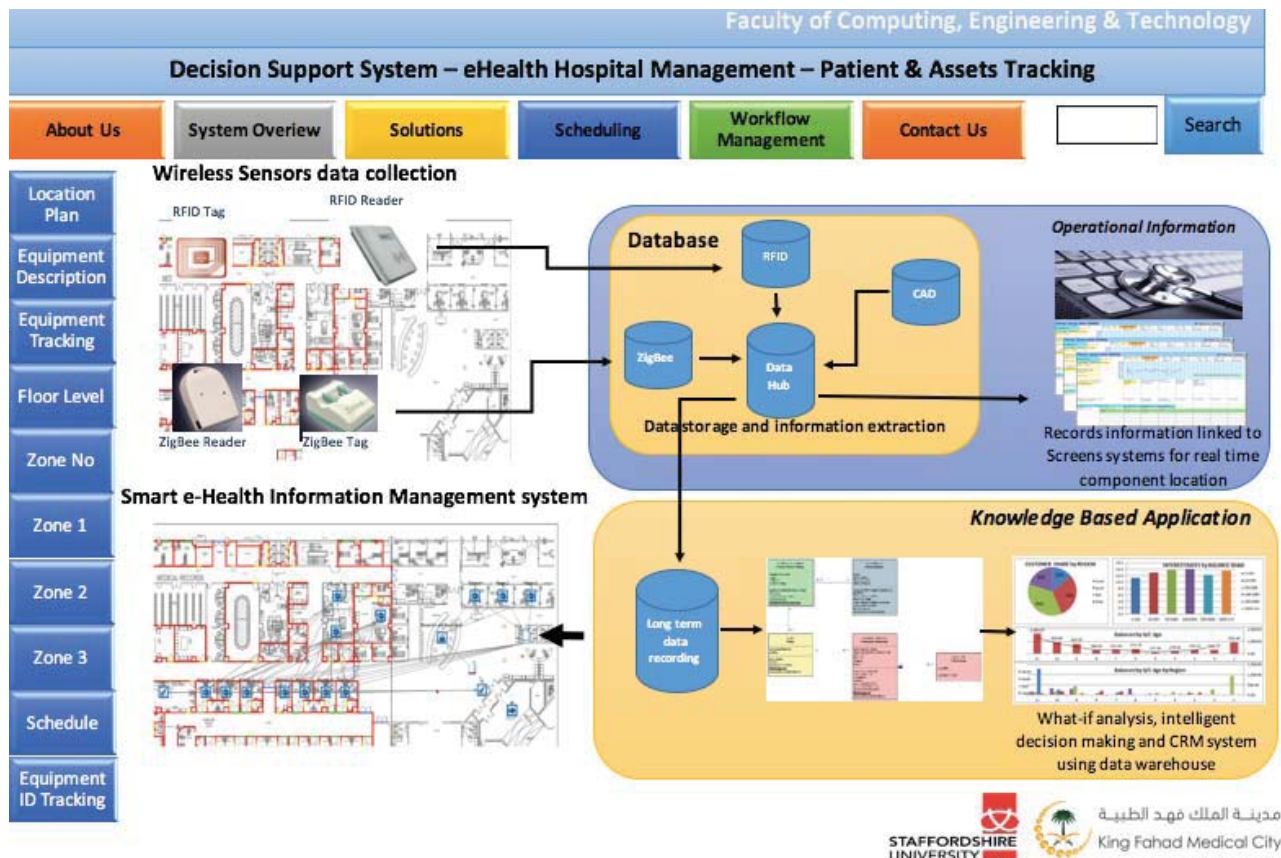 Faculty of Computing, Engineering & Technology
Decision Support System – eHealth Hospital Management – Patient & Assets Tracking
About Us
System Overiew
Solutions
Scheduling
Workflow
Management
Contact Us
Search
Location
Plan
Equipment
Description
Equipment
Tracking
Floor Level
Zone No
Zone 1
Zone 2
Zone 3
Schedule
Equipment
ID Tracking
Wireless Sensors data collection
RFID Tag
RFID Reader
ZigBee Reader
ZigBee Tag
Database
RFID
CAD
ZigBee
Data
Hub
Data storage and information extraction
Operational Information
Records information linked to
Screens systems for real time
component location
Smart e-Health Information Management system
MEDICAL RECORDS
Knowledge Based Application
Long term
data
recording
What-if analysis, intelligent
decision making and CRM system
using data warehouse
STAFFORDSHIRE
UNIVERSITY
مدينة الملك فهد الطبية
King Fahad Medical City